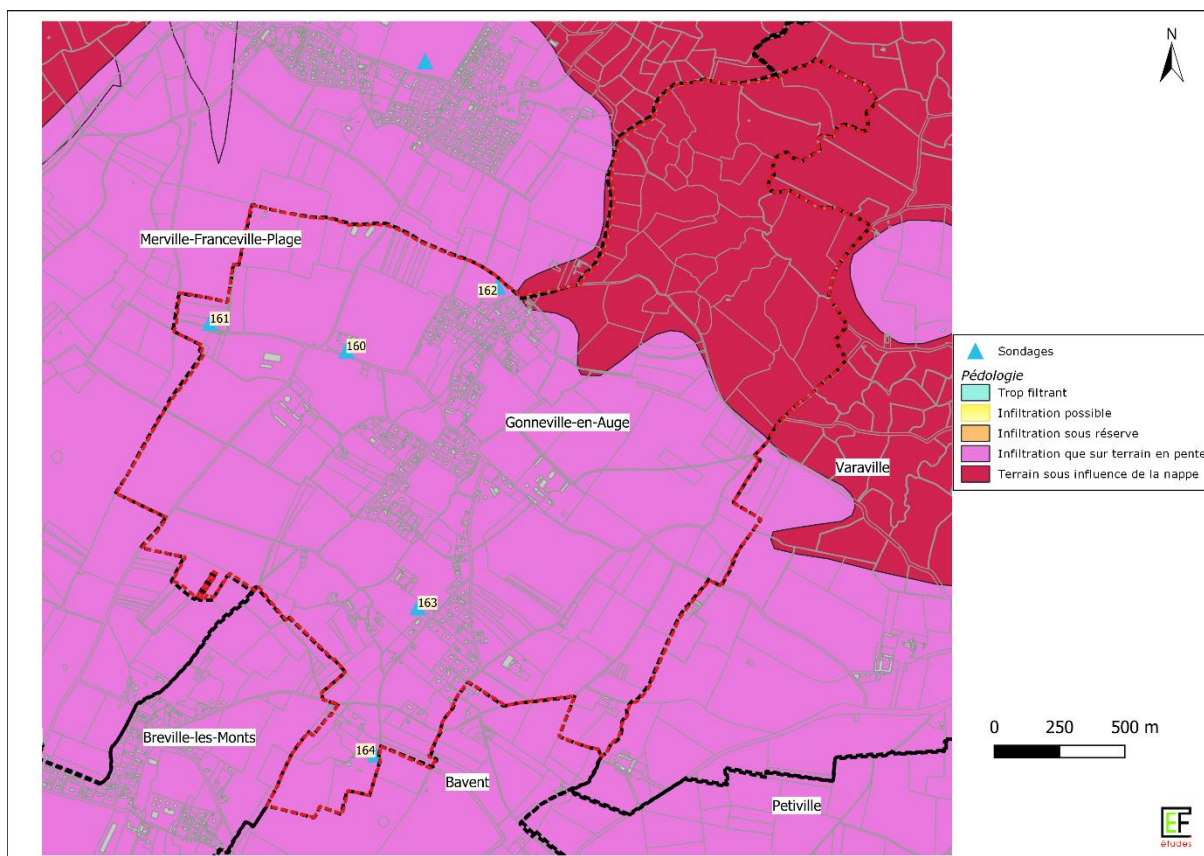 N
Merville-Franceville-Plage
162
161
160
Gonneville-en-Auge
Varaville
163
Breville-les-Monts
164
Bavent
Petiville
Sondages
Pédologie
Trop filtrant
Infiltration possible
Infiltration sous réserve
Infiltration que sur terrain en pente
Terrain sous influence de la nappe
0 250 500 m
EF
études